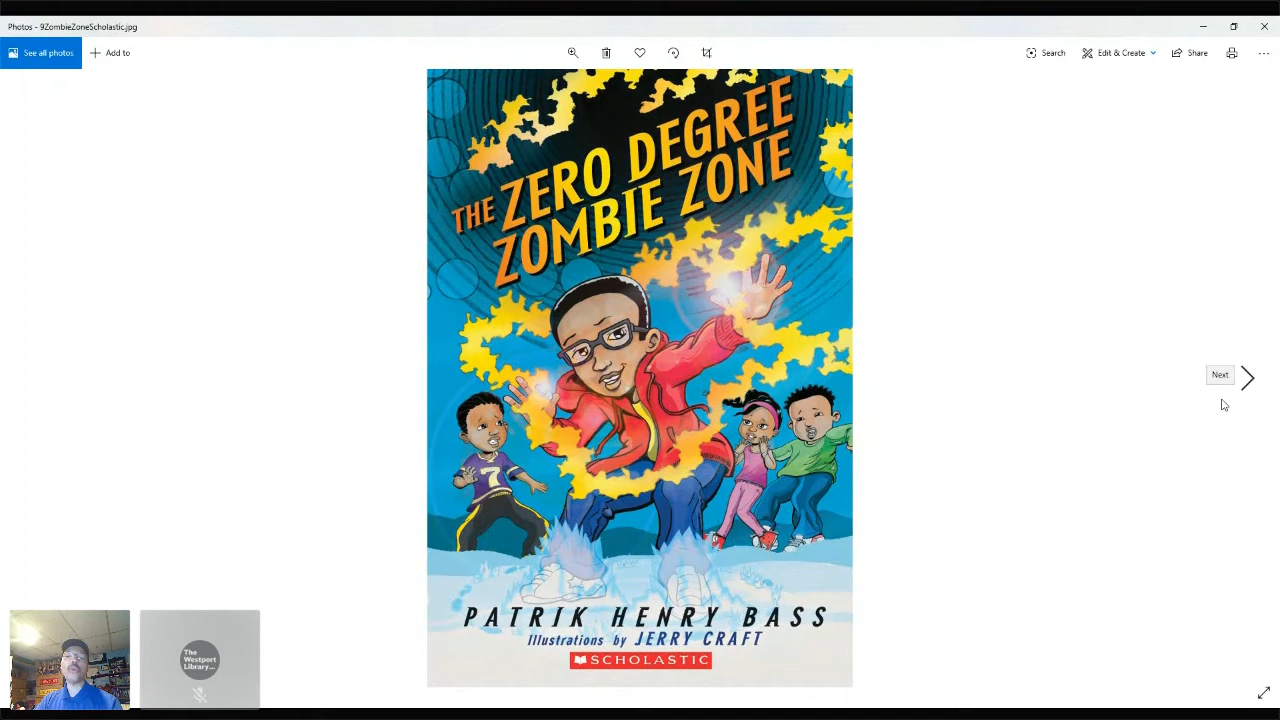 Photos - 9ZombieZoneScholastic.jpg
See all photos
Add to
Search
Edit & Create
Share
THE ZERO DEGREE
ZOMBIE ZONE
Next
7
PATRIK HENRY BASS
Illustrations by JERRY CRAFT
SCHOLASTIC
The
Westport
Library...